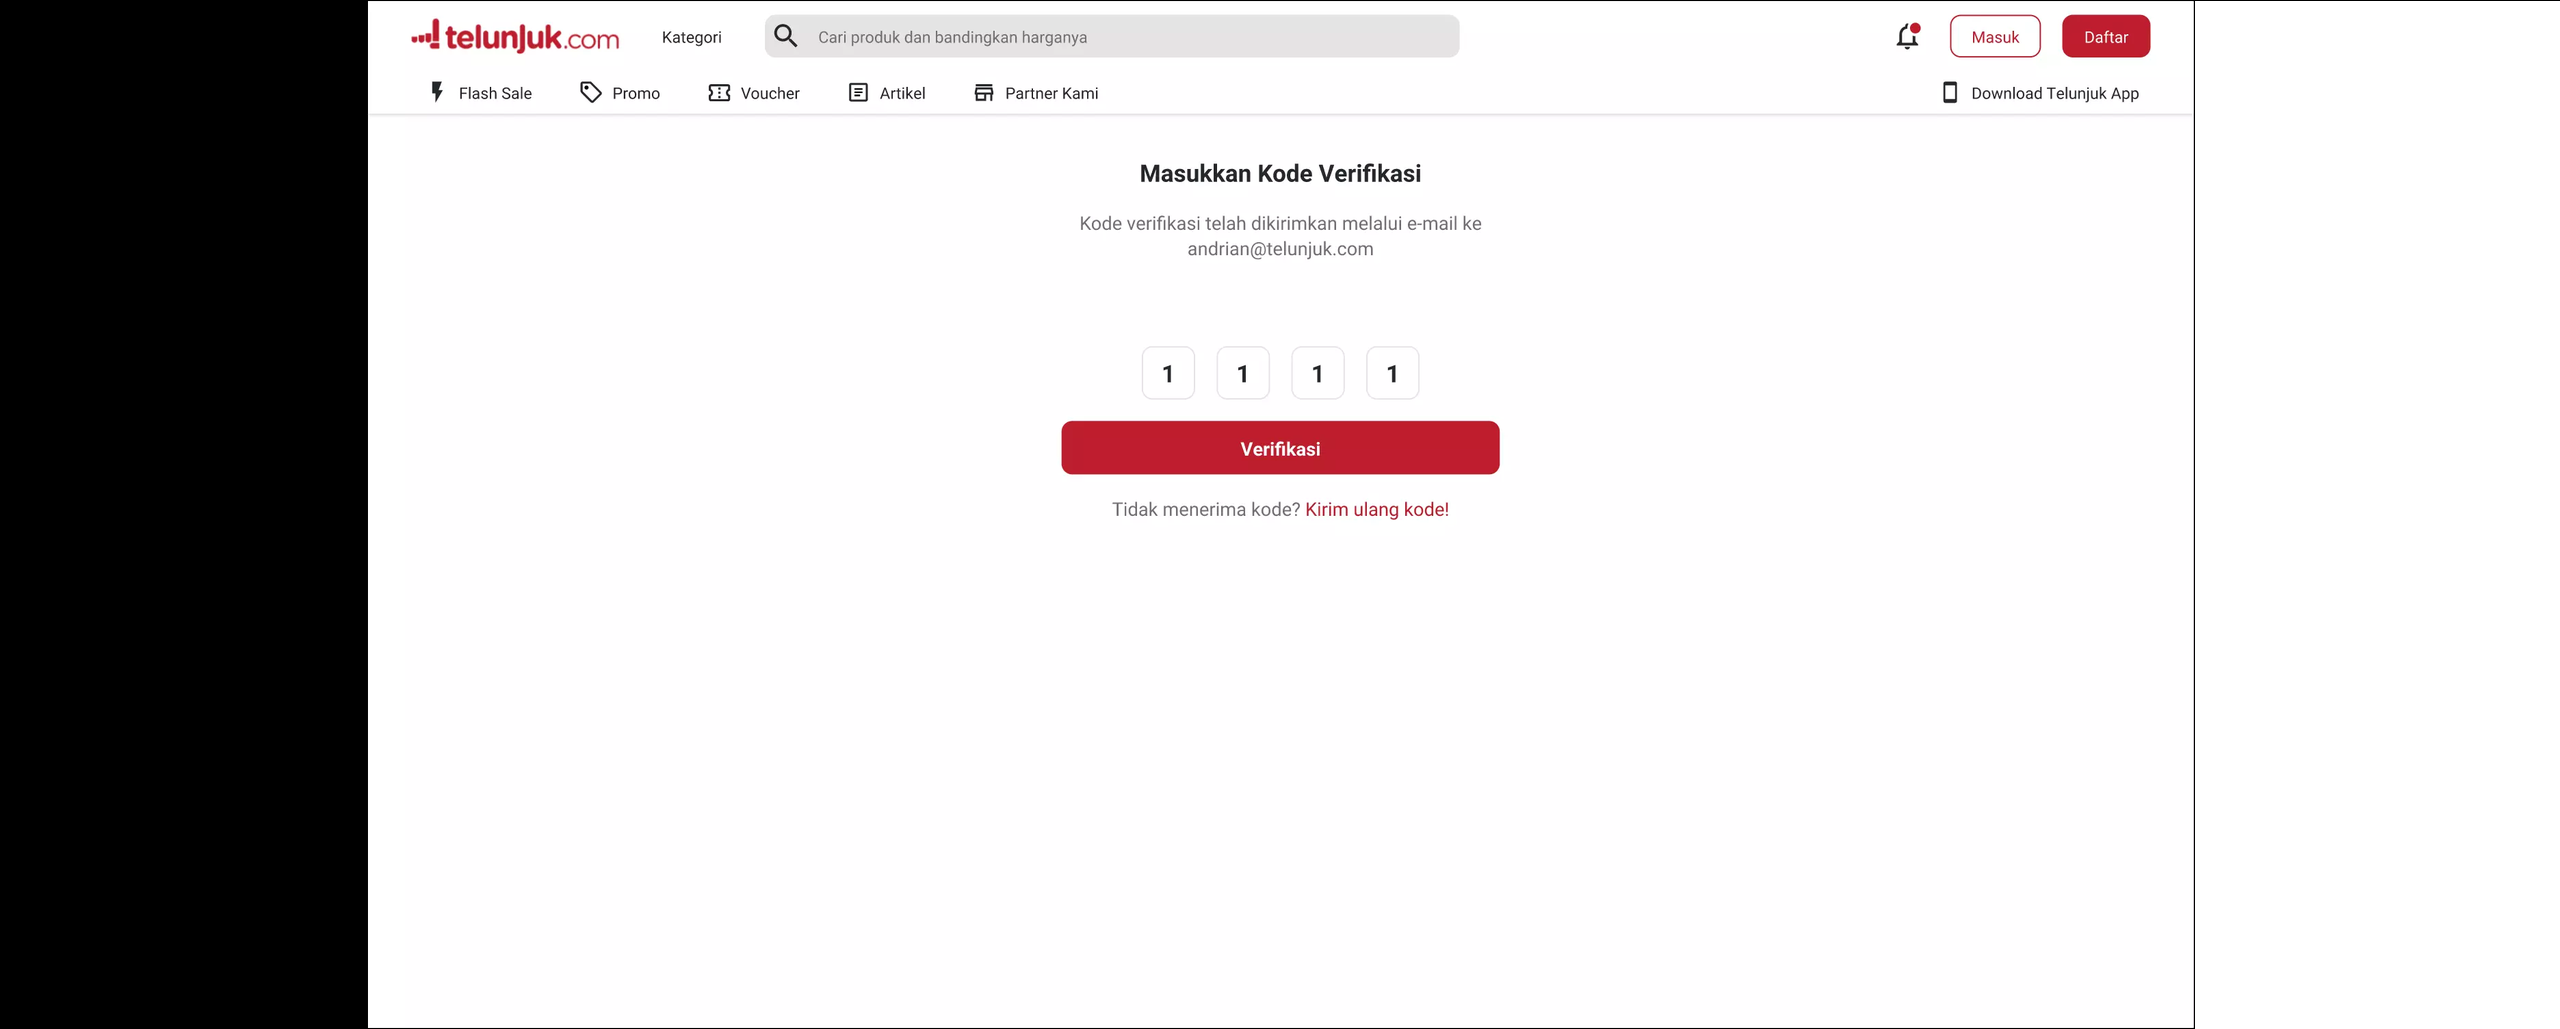 telunjuk.com
Kategori
Cari produk dan bandingkan harganya
Masuk
Daftar
Flash Sale
Promo
Voucher
Artikel
Partner Kami
Download Telunjuk App
Masukkan Kode Verifikasi
Kode verifikasi telah dikirimkan melalui e-mail ke
andrian@telunjuk.com
1 1 1 1
Verifikasi
Tidak menerima kode? Kirim ulang kode!